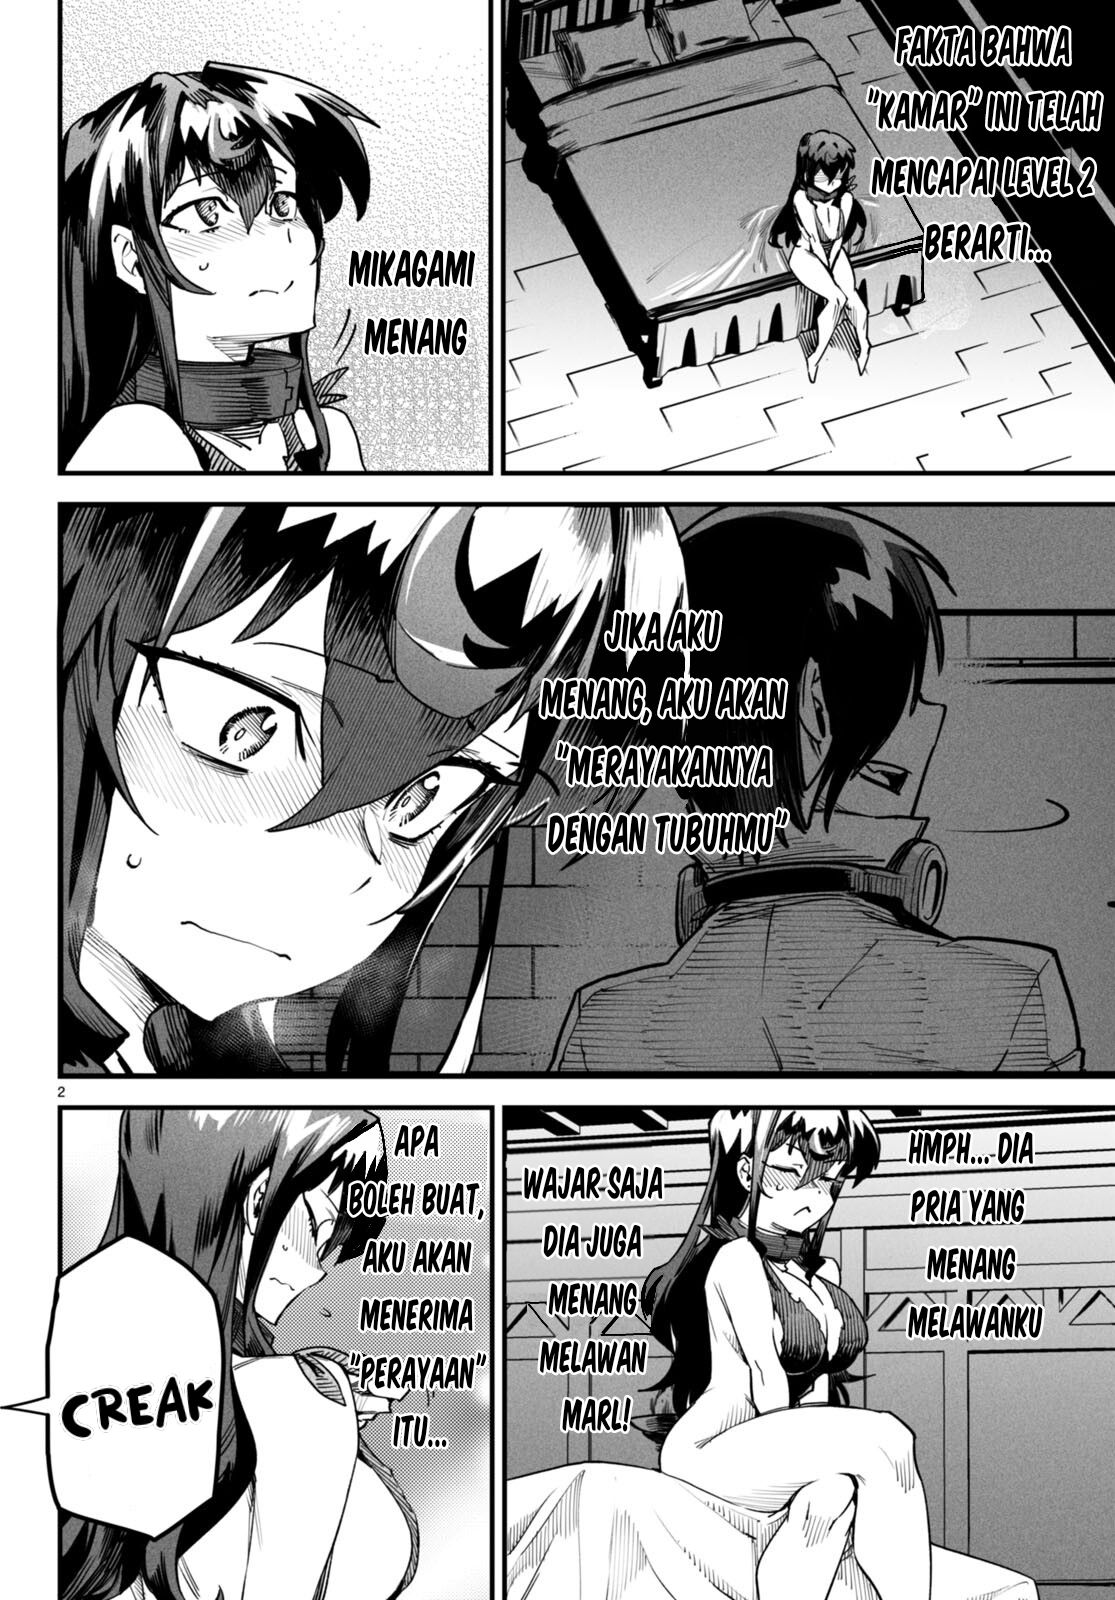 FAKTA BAHWA
"KAMAR" INI TELAH
MENCAPAI LEVEL 2
BERARTI...
MIKAGAMI
MENANG
JIKA AKU
MENANG, AKU AKAN
"MERAYAKANNYA
DENGAN TUBUHMU"
2
HMPH... DIA
PRIA YANG
MENANG
MELAWANKU
WAJAR SAJA
DIA JUGA
MENANG
MELAWAN
MARL!
APA
BOLEH BUAT,
AKU AKAN
MENERIMA
"PERAYAAN"
ITU...
CREAK